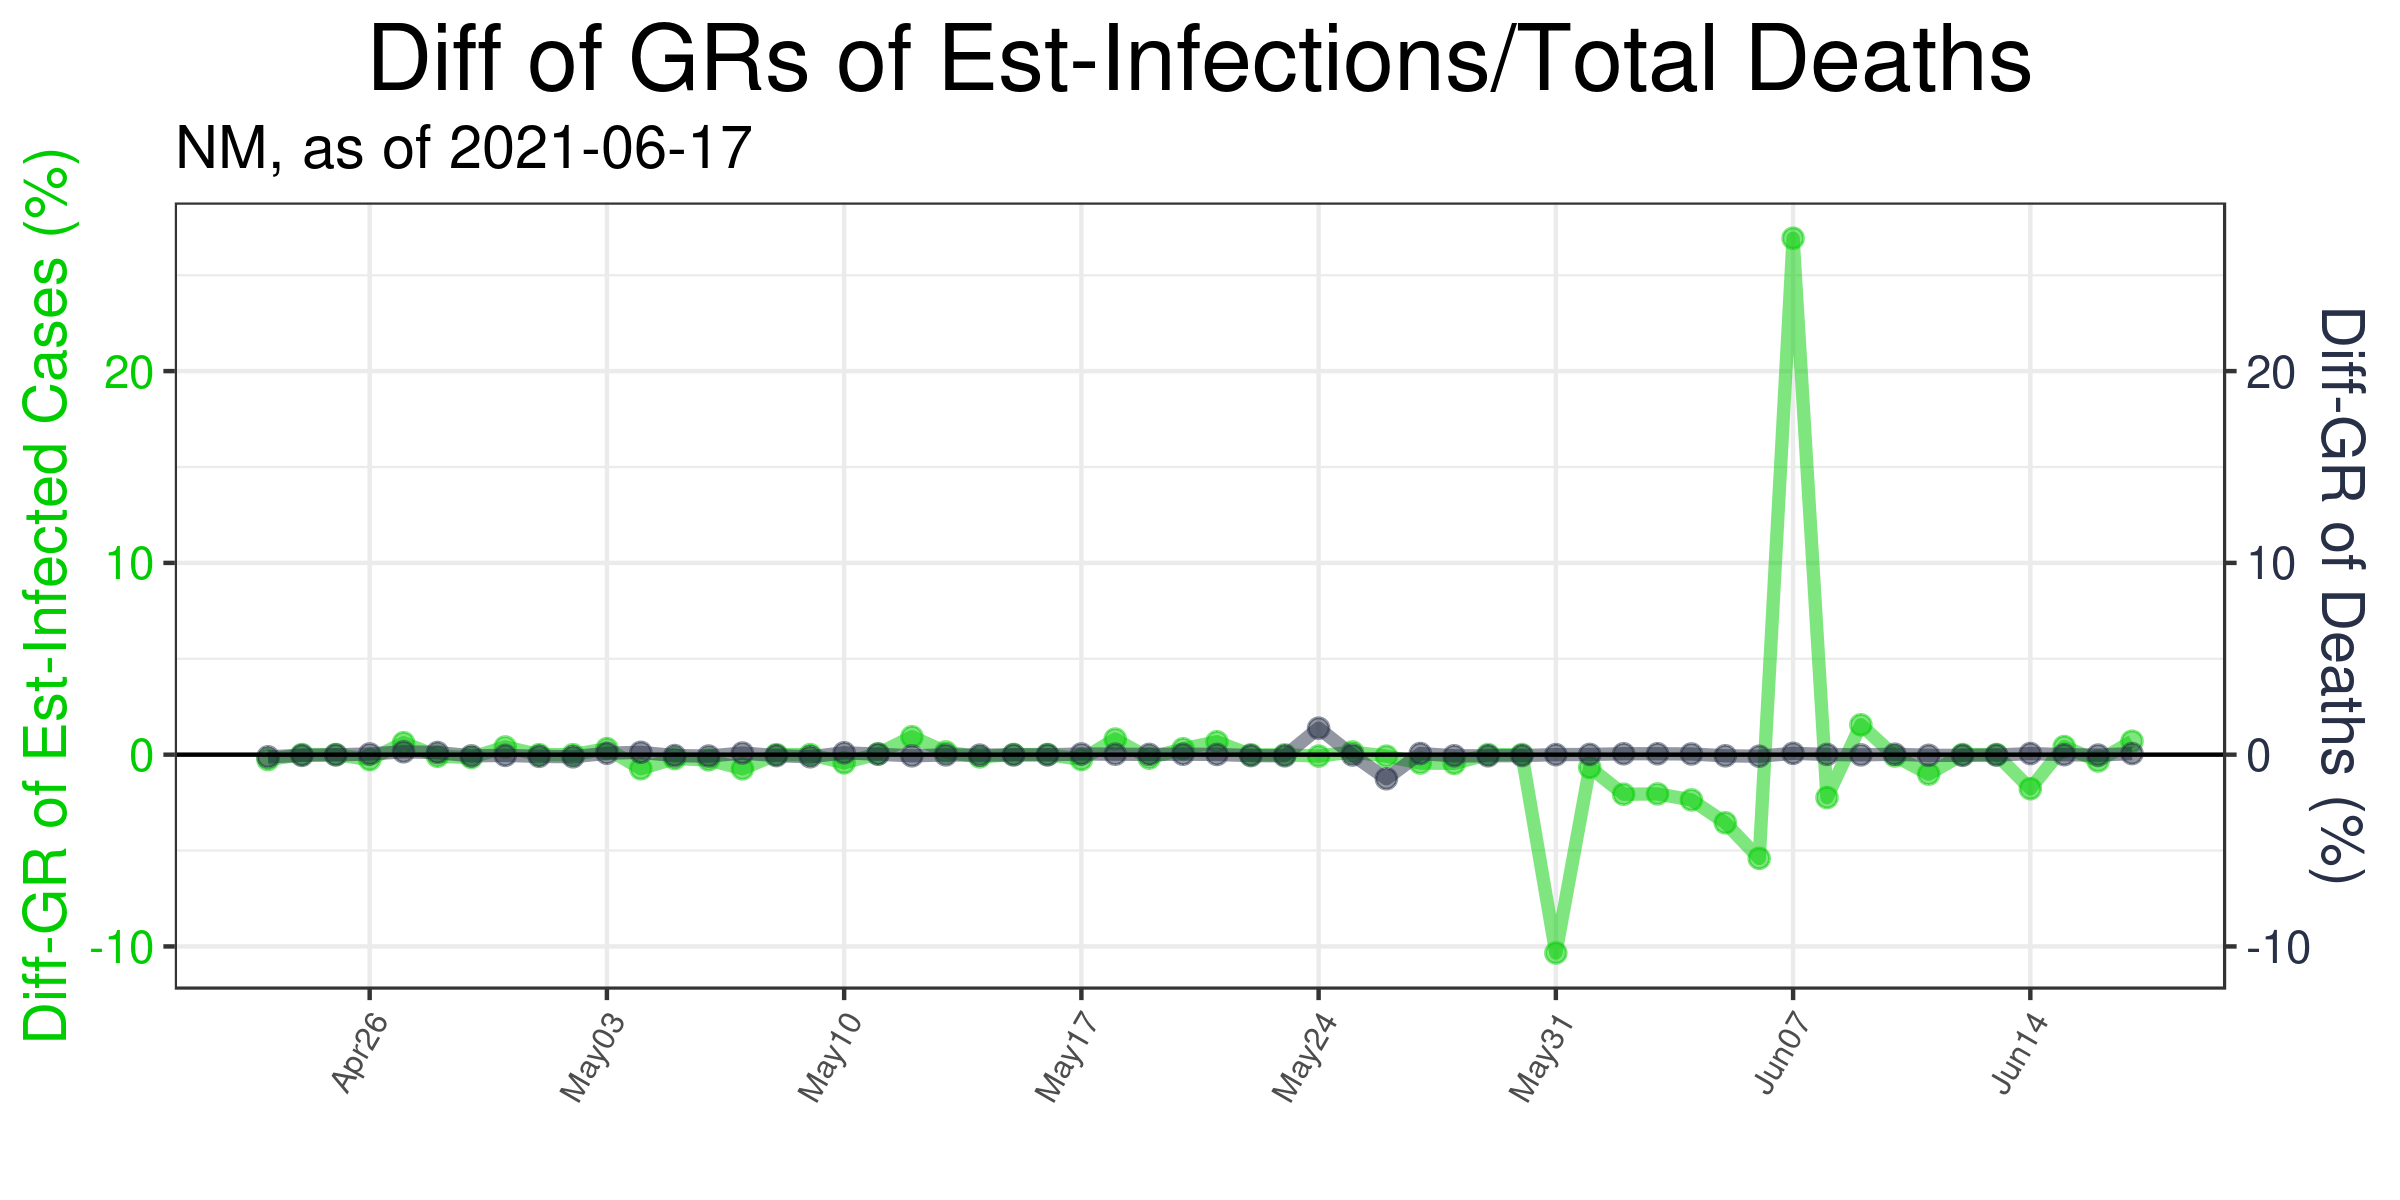 Diff of GRs of Est-Infections/Total Deaths
NM, as of 2021-06-17
Diff-GR of Est-Infected Cases (%)
20
10
0
-10
20
10
0
-10
Diff-GR of Deaths (%)
Apr26
May03
May10
May17
May24
May31
Jun07
Jun14